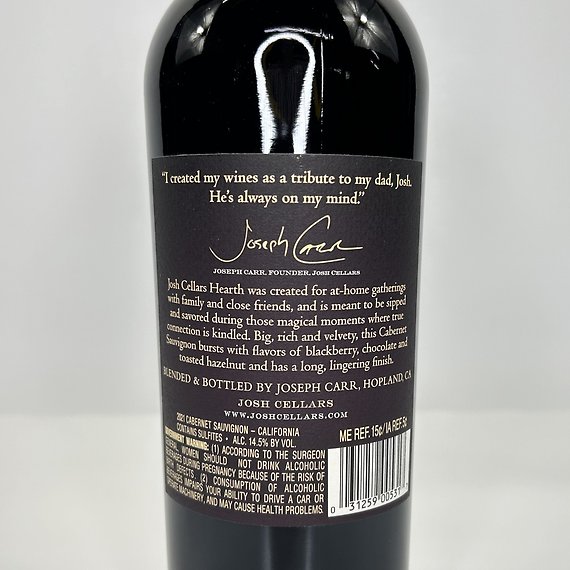 “I created my wines as a tribute to my dad, Josh.
He's always on my mind.”
Joseph Carr
JOSEPH CARR, FOUNDER, JOSH CELLARS
Josh Cellars Hearth was created for at-home gatherings
with family and close friends, and is meant to be sipped
and savored during those magical moments where true
connection is kindled. Big, rich and velvety, this Cabernet
Sauvignon bursts with flavors of blackberry, chocolate and
toasted hazelnut and has a long, lingering finish.
BLENDED & BOTTLED BY JOSEPH CARR, HOPLAND, CA
JOSH CELLARS
WWW.JOSHCELLARS.COM
2021 CABERNET SAUVIGNON – CALIFORNIA
CONTAINS SULFITES • ALC. 14.5% BY VOL.
ME REF. 15¢/IA REF. 5¢
GOVERNMENT WARNING: (1) ACCORDING TO THE SURGEON
WOMEN SHOULD NOT DRINK ALCOHOLIC
BEVERAGES DURING PREGNANCY BECAUSE OF THE RISK OF
BIRTH DEFECTS. (2) CONSUMPTION OF ALCOHOLIC
BEVERAGES IMPAIRS YOUR ABILITY TO DRIVE A CAR OR
OPERATE MACHINERY, AND MAY CAUSE HEALTH PROBLEMS.
0 31259 00531